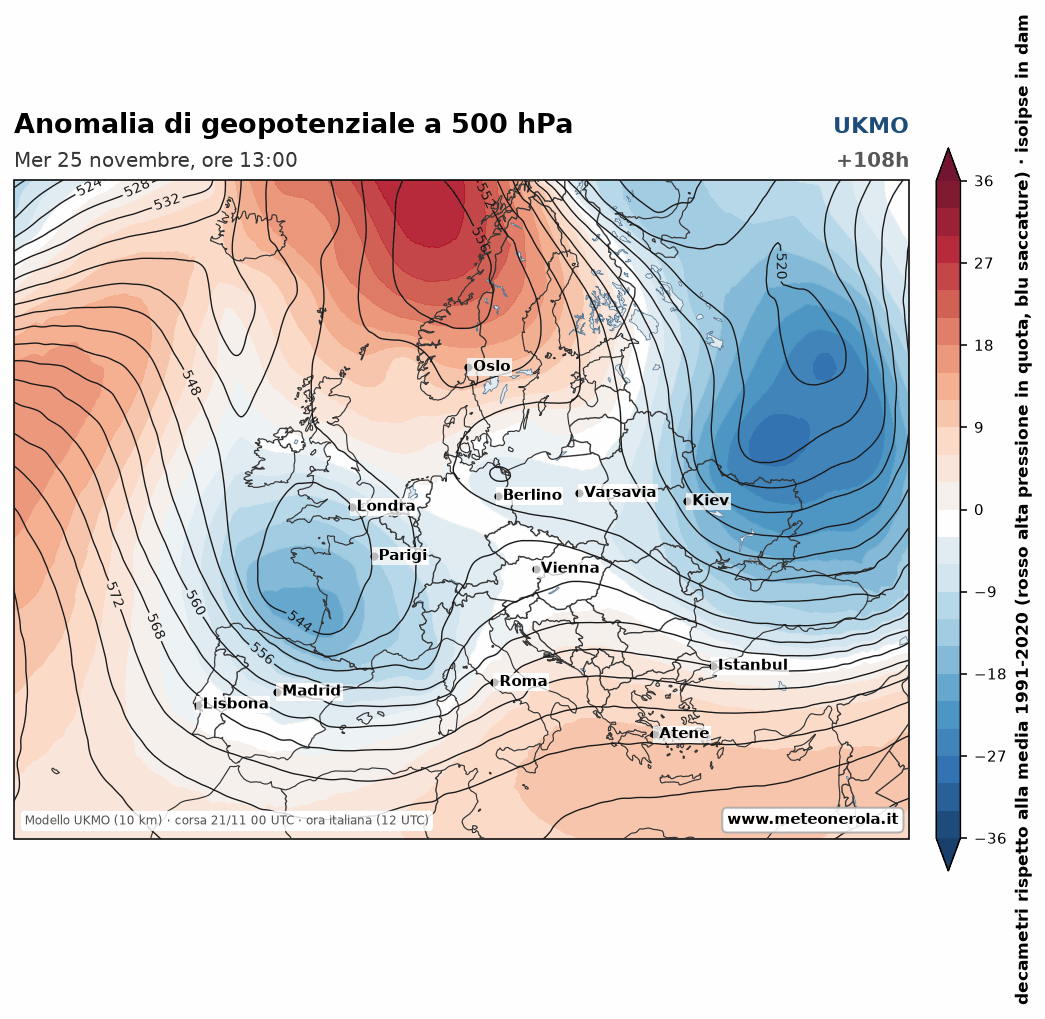 Anomalia di geopotenziale a 500 hPa
UKMO
Mer 25 novembre, ore 13:00
+108h
524
528
532
552
556
520
548
Oslo
Londra
Berlino
Varsavia
Kiev
Parigi
Vienna
572
568
560
556
544
Istanbul
Roma
Madrid
Lisbona
Atene
Modello UKMO (10 km) · corsa 21/11 00 UTC · ora italiana (12 UTC)
www.meteonerola.it
36
27
18
9
0
−9
−18
−27
−36
decametri rispetto alla media 1991-2020 (rosso alta pressione in quota, blu saccature) · isoipse in dam